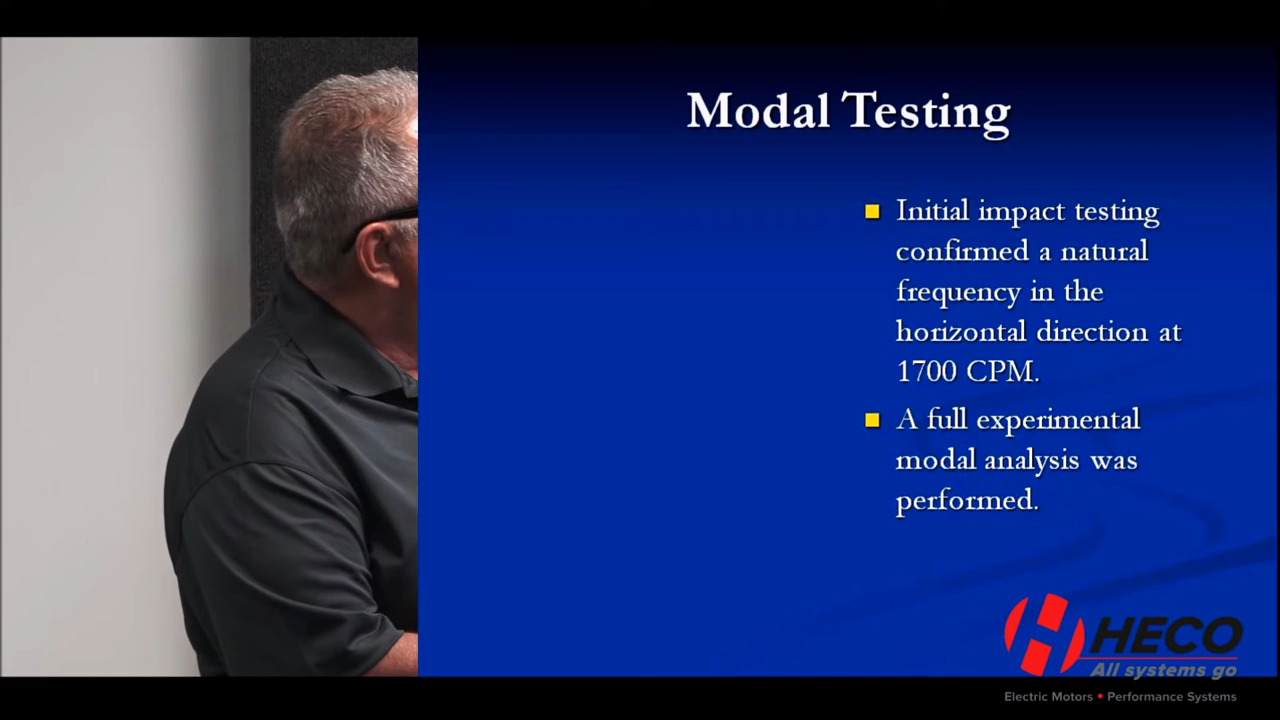 Modal Testing
Initial impact testing
confirmed a natural
frequency in the
horizontal direction at
1700 CPM.
A full experimental
modal analysis was
performed.
HECO
All systems go
Electric Motors • Performance Systems